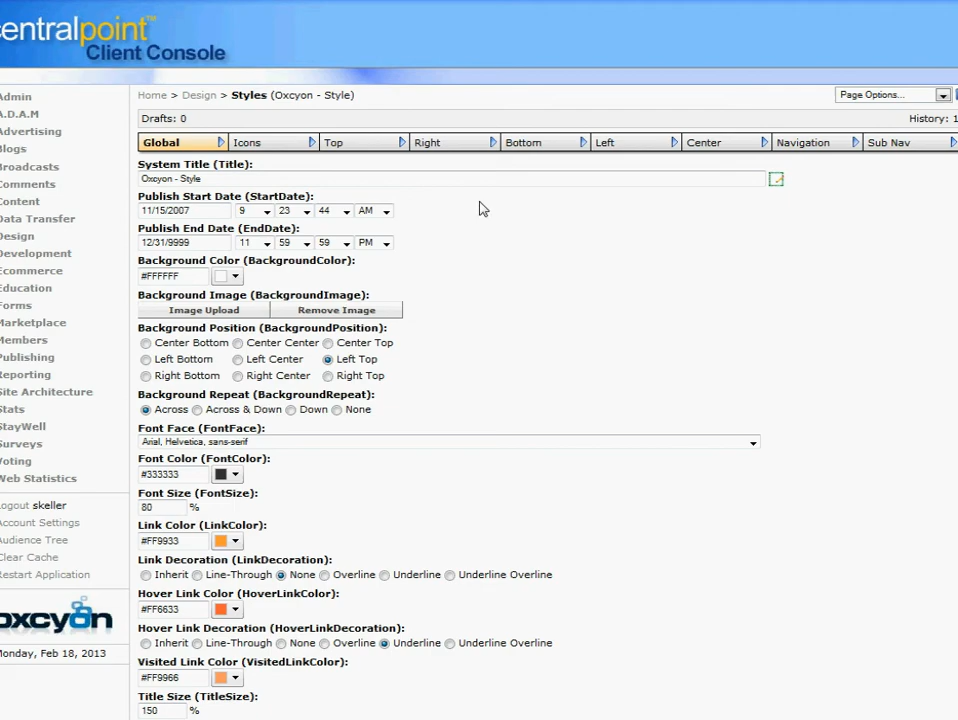 entralpoint™
Client Console
Home > Design > Styles (Oxcyon - Style)
Page Options...
Drafts: 0
History: 1
Global
Icons
Top
Right
Bottom
Left
Center
Navigation
Sub Nav
Admin
A.D.A.M
Advertising
Blogs
Broadcasts
Comments
Content
Data Transfer
Design
Development
Ecommerce
Education
Forms
Marketplace
Members
Publishing
Reporting
Site Architecture
Stats
StayWell
Surveys
Voting
Web Statistics
Logout skeller
Account Settings
Audience Tree
Clear Cache
Restart Application
oxcyon
Monday, Feb 18, 2013
System Title (Title):
Oxcyon - Style
Publish Start Date (StartDate):
11/15/2007 9 23 44 AM
Publish End Date (EndDate):
12/31/9999 11 59 59 PM
Background Color (BackgroundColor):
#FFFFFF
Background Image (BackgroundImage):
Image Upload Remove Image
Background Position (BackgroundPosition):
Center Bottom Center Center Center Top
Left Bottom Left Center Left Top
Right Bottom Right Center Right Top
Background Repeat (BackgroundRepeat):
Across Across & Down Down None
Font Face (FontFace):
Arial, Helvetica, sans-serif
Font Color (FontColor):
#333333
Font Size (FontSize):
80 %
Link Color (LinkColor):
#FF9933
Link Decoration (LinkDecoration):
Inherit Line-Through None Overline Underline Underline Overline
Hover Link Color (HoverLinkColor):
#FF6633
Hover Link Decoration (HoverLinkDecoration):
Inherit Line-Through None Overline Underline Underline Overline
Visited Link Color (VisitedLinkColor):
#FF9966
Title Size (TitleSize):
150 %